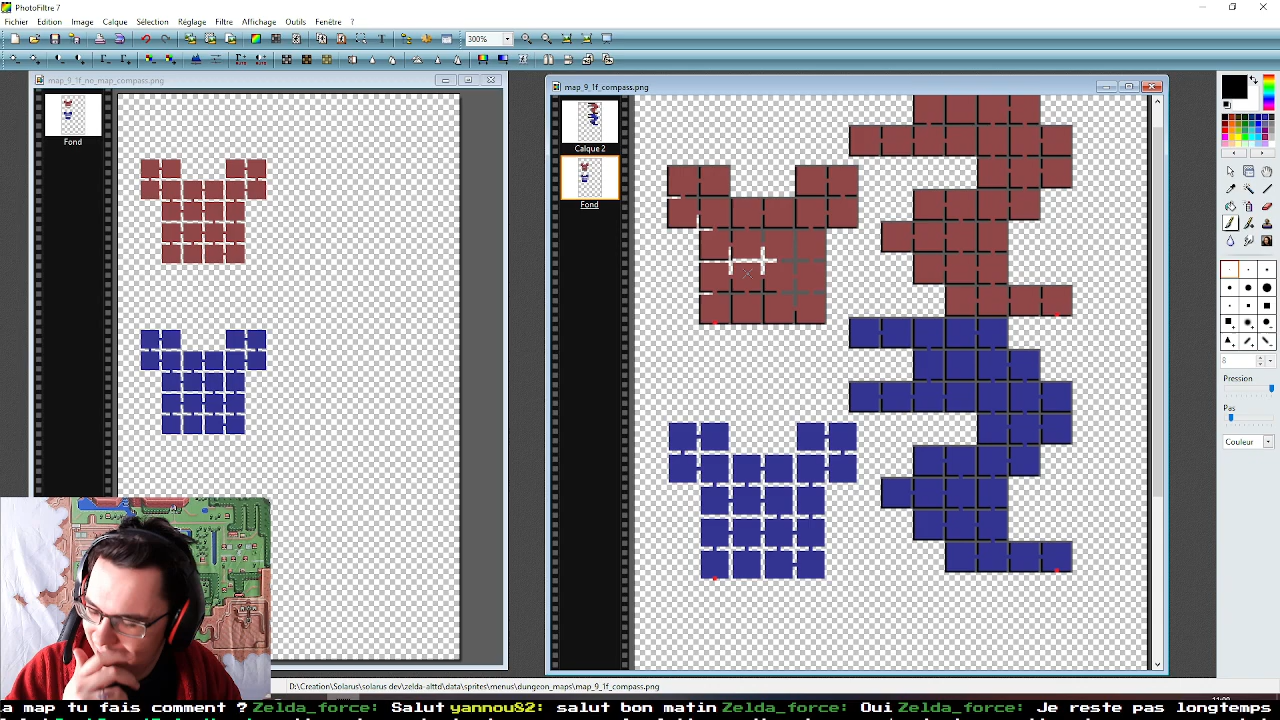 PhotoFiltre 7
Fichier Edition Image Calque Sélection Réglage Filtre Affichage Outils Fenêtre ?
300%
map_9_1f_no_map_compass.png
map_9_1f_compass.png
Fond
Calque 2
Fond
8
Pression
Pas
Couleur
D:\Creation\Solarus\solarus dev\zelda-alttd\data\sprites\menus\dungeon_maps\map_9_1f_compass.png
a map tu fais comment ? Zelda_force: Salut yannou82: salut bon matin Zelda_force: Oui Zelda_force: Je reste pas longtemps